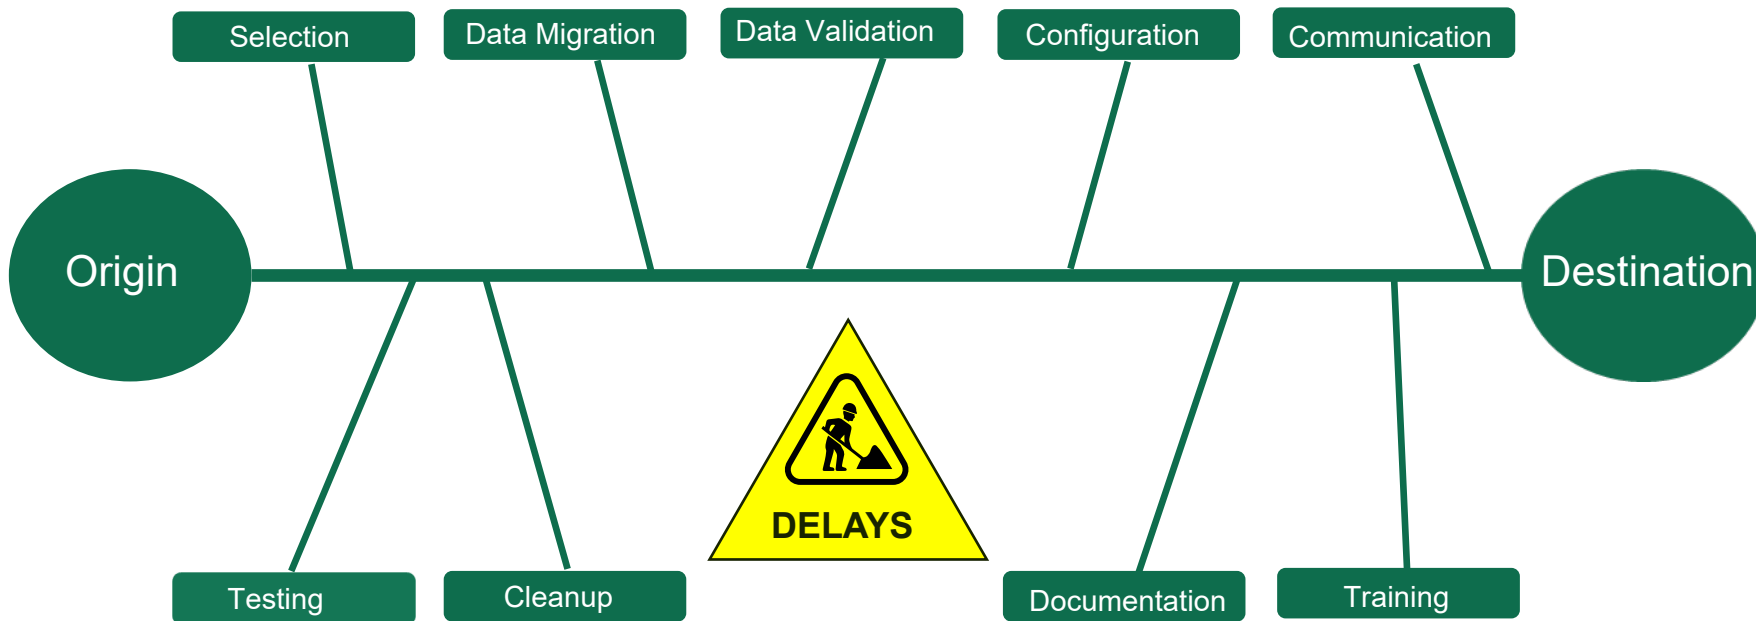 Selection
Data Migration
Data Validation
Configuration
Communication
Origin
Destination
DELAYS
Testing
Cleanup
Documentation
Training